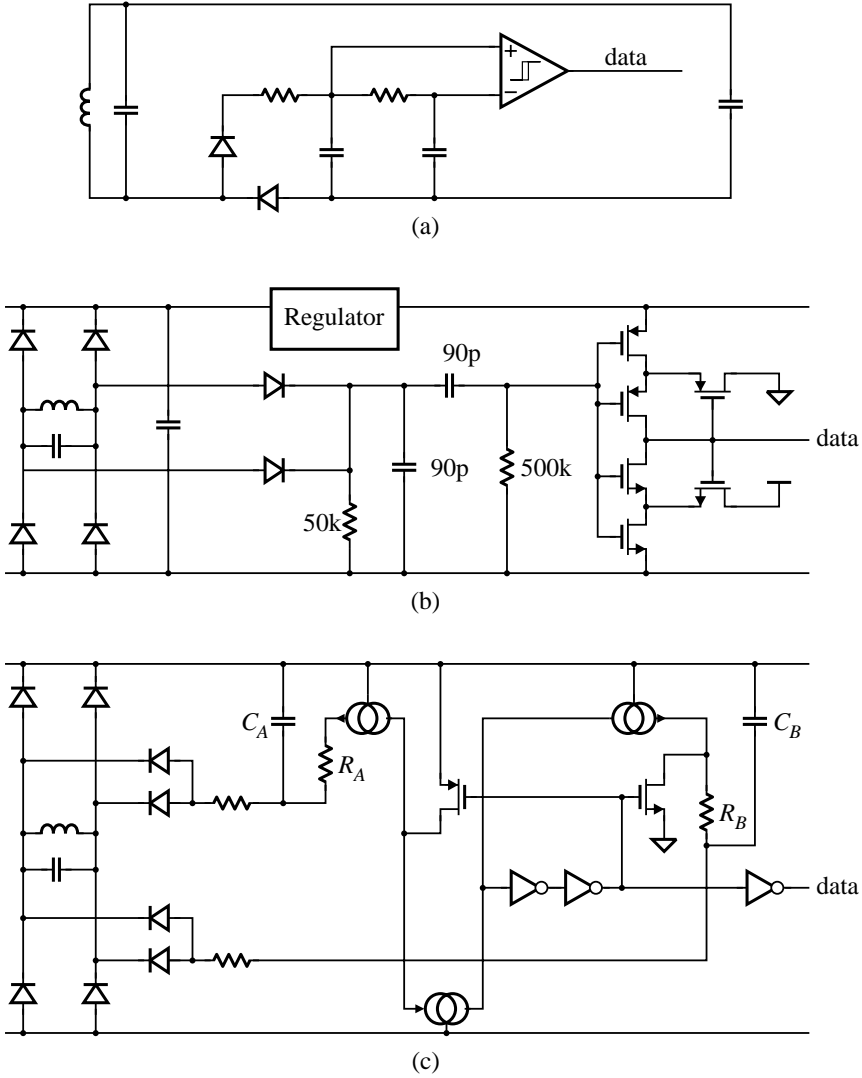 +
−
data
(a)
Regulator
90p
90p
500k
50k
data
(b)
C_A
R_A
C_B
R_B
data
(c)